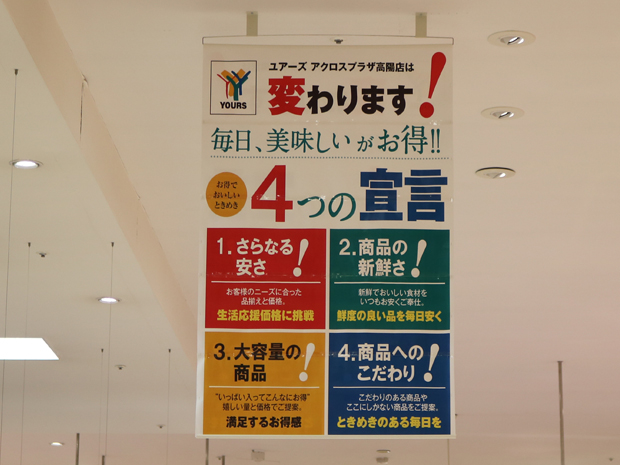 YOURS
ユアーズ アクロスプラザ高陽店は
変わります!
毎日、美味しいがお得!!
お得で
おいしい
ときめき
4つの宣言
1.さらなる
安さ!
お客様のニーズに合った
品揃えと価格。
生活応援価格に挑戦
2.商品の
新鮮さ!
新鮮でおいしい食材を
いつもお安くご奉仕。
鮮度の良い品を毎日安く
3.大容量の
商品!
"いっぱい入ってこんなにお得"
嬉しい量と価格でご提案。
満足するお得感
4.商品への
こだわり!
こだわりのある商品や
ここにしかない商品をご提案。
ときめきのある毎日を